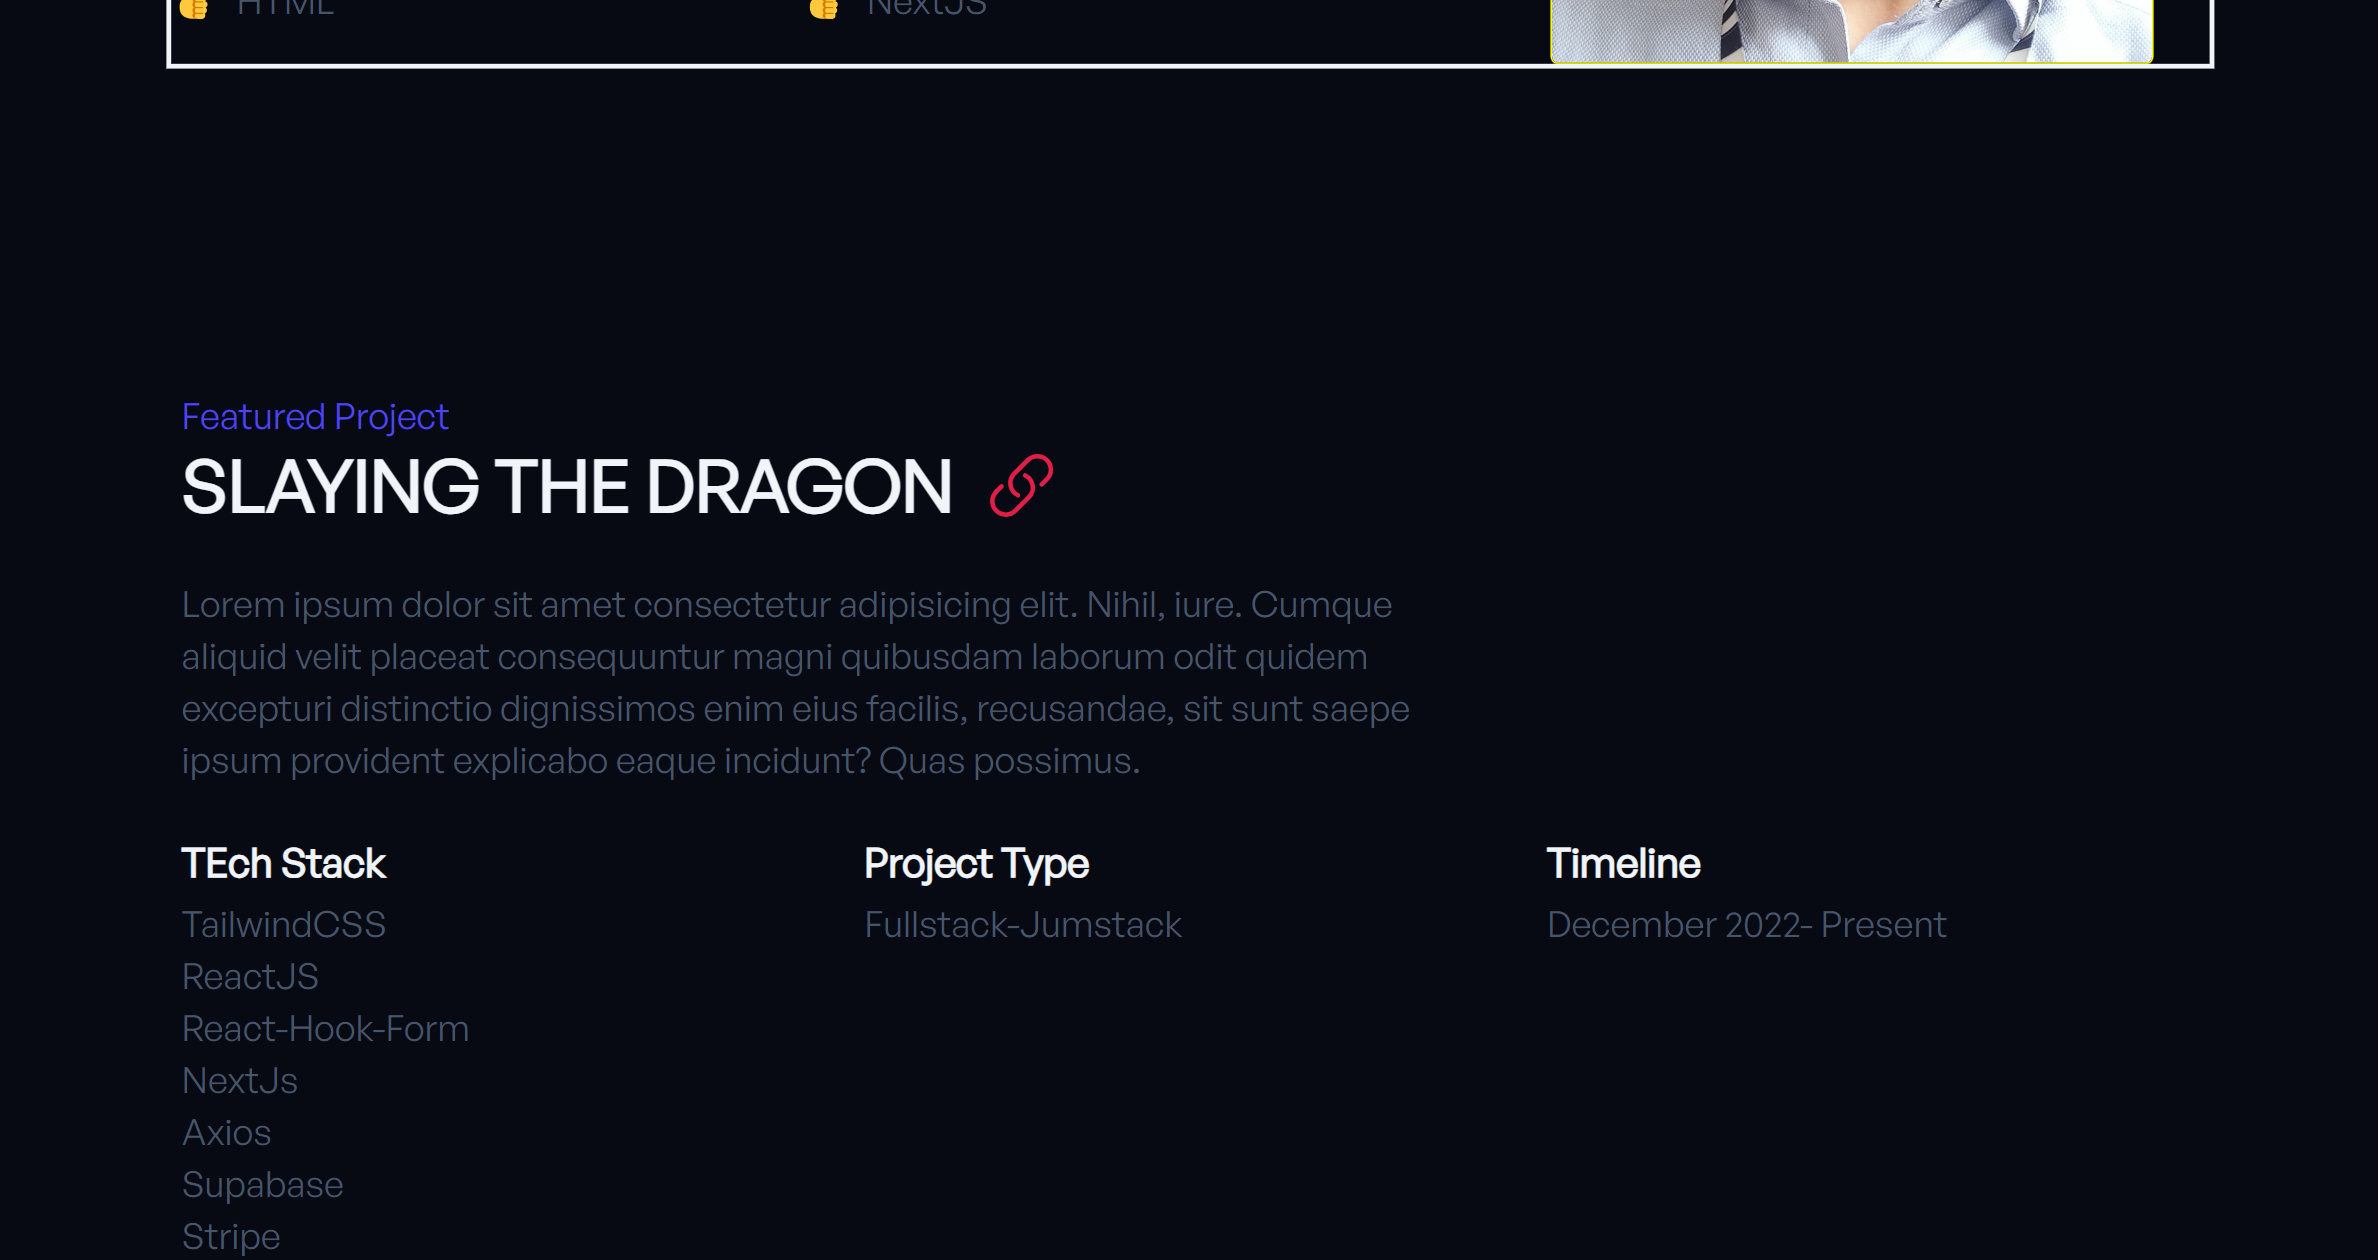 HTML NextJS
Featured Project
SLAYING THE DRAGON
Lorem ipsum dolor sit amet consectetur adipisicing elit. Nihil, iure. Cumque
aliquid velit placeat consequuntur magni quibusdam laborum odit quidem
excepturi distinctio dignissimos enim eius facilis, recusandae, sit sunt saepe
ipsum provident explicabo eaque incidunt? Quas possimus.
TEch Stack
TailwindCSS
ReactJS
React-Hook-Form
NextJs
Axios
Supabase
Stripe
Project Type
Fullstack-Jumstack
Timeline
December 2022- Present